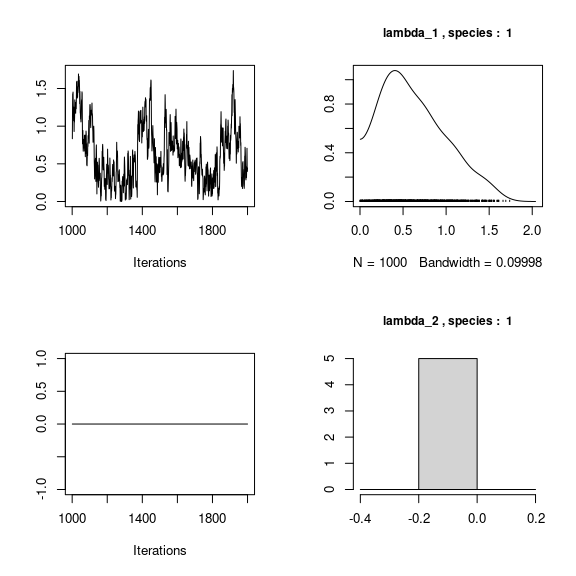 lambda_1 , species : 1
0.0 0.5 1.0 1.5
1000 1400 1800
Iterations
0.0 0.4 0.8
0.0 0.5 1.0 1.5 2.0
N = 1000 Bandwidth = 0.09998
lambda_2 , species : 1
-1.0 0.0 0.5 1.0
1000 1400 1800
Iterations
0 1 2 3 4 5
-0.4 -0.2 0.0 0.2